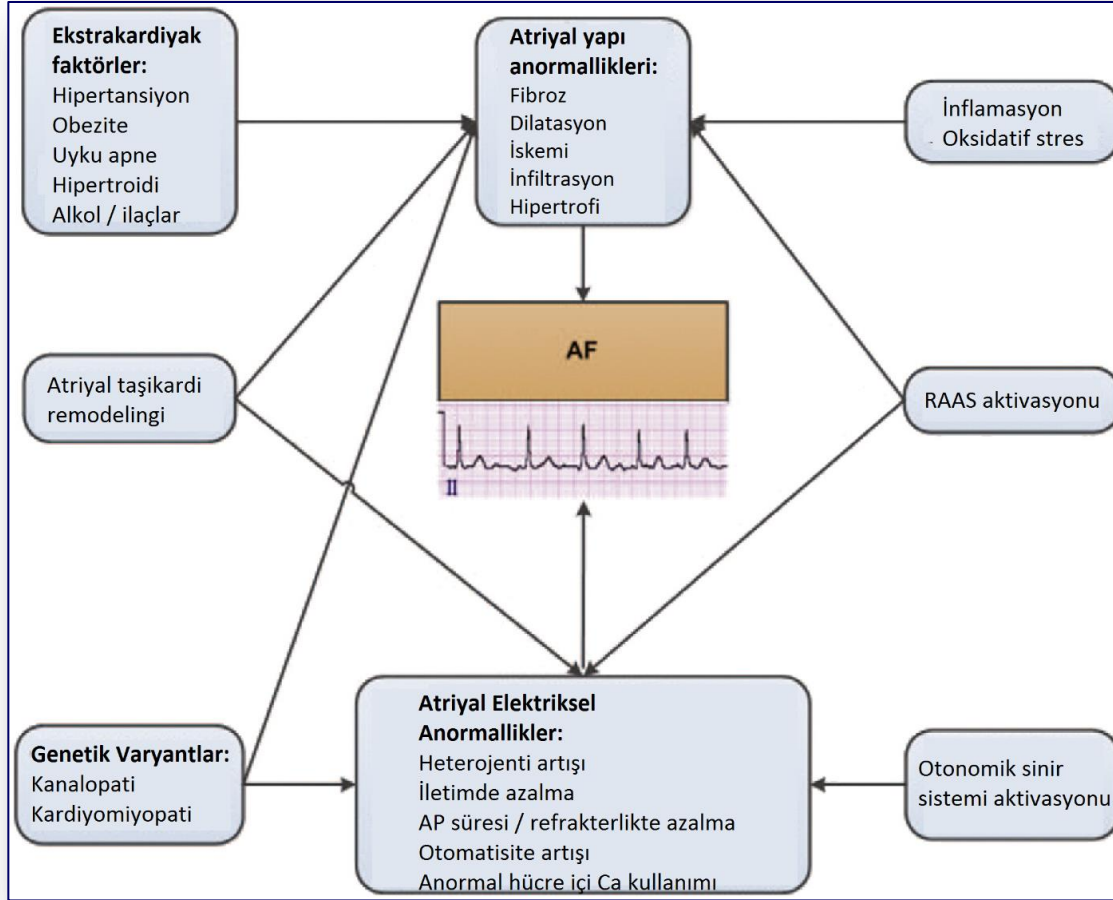 Ekstrakardiyak
faktörler:
Hipertansiyon
Obezite
Uyku apne
Hipertroidi
Alkol / ilaçlar
Atriyal yapı
anormallikleri:
Fibroz
Dilatasyon
İskemi
İnfiltrasyon
Hipertrofi
İnflamasyon
Oksidatif stres
AF
II
Atriyal taşikardi
remodelingi
RAAS aktivasyonu
Genetik Varyantlar:
Kanalopati
Kardiyomiyopati
Atriyal Elektriksel
Anormallikler:
Heterojenti artışı
İletimde azalma
AP süresi / refrakterlikte azalma
Otomatisite artışı
Anormal hücre içi Ca kullanımı
Otonomik sinir
sistemi aktivasyonu